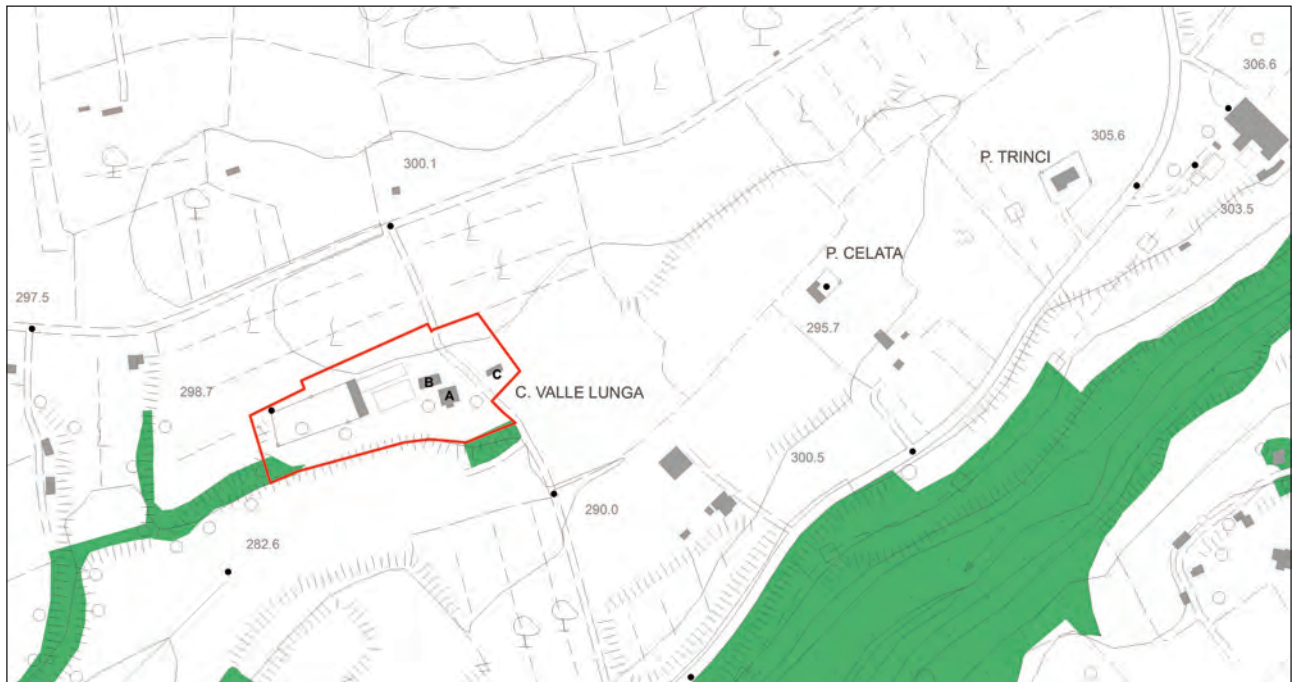 306.6
305.6
P. TRINCI
300.1
303.5
P. CELATA
297.5
295.7
C
B
C. VALLE LUNGA
298.7
A
300.5
290.0
282.6